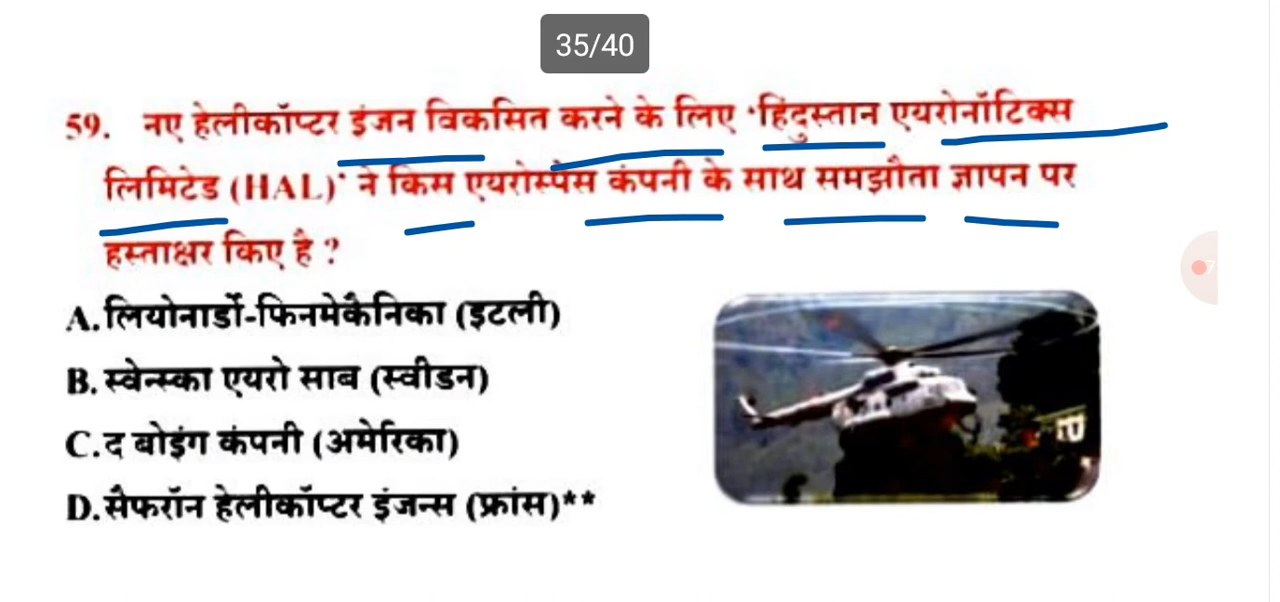 35/40
59. नए हेलीकॉप्टर इंजन विकसित करने के लिए 'हिंदुस्तान एयरोनॉटिक्स
लिमिटेड (HAL)' ने किस एयरोस्पेस कंपनी के साथ समझौता ज्ञापन पर
हस्ताक्षर किए है ?
A. लियोनार्डो-फिनमेकैनिका (इटली)
B. स्वेन्स्का एयरो साब (स्वीडन)
C. द बोइंग कंपनी (अमेरिका)
D. सैफरॉन हेलीकॉप्टर इंजन्स (फ्रांस)**